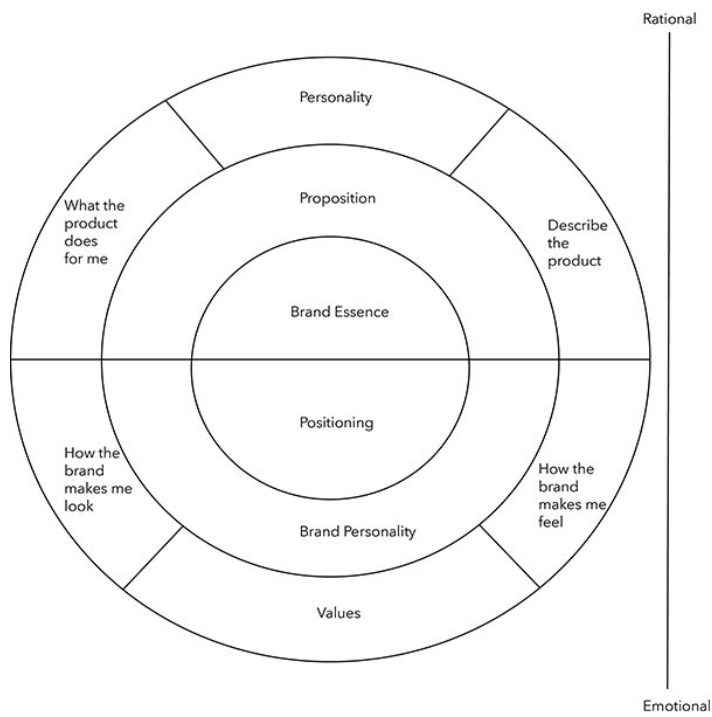 Rational
Personality
What the
product
does
for me
Proposition
Describe
the
product
Brand Essence
Positioning
How the
brand
makes me
look
How the
brand
makes me
feel
Brand Personality
Values
Emotional